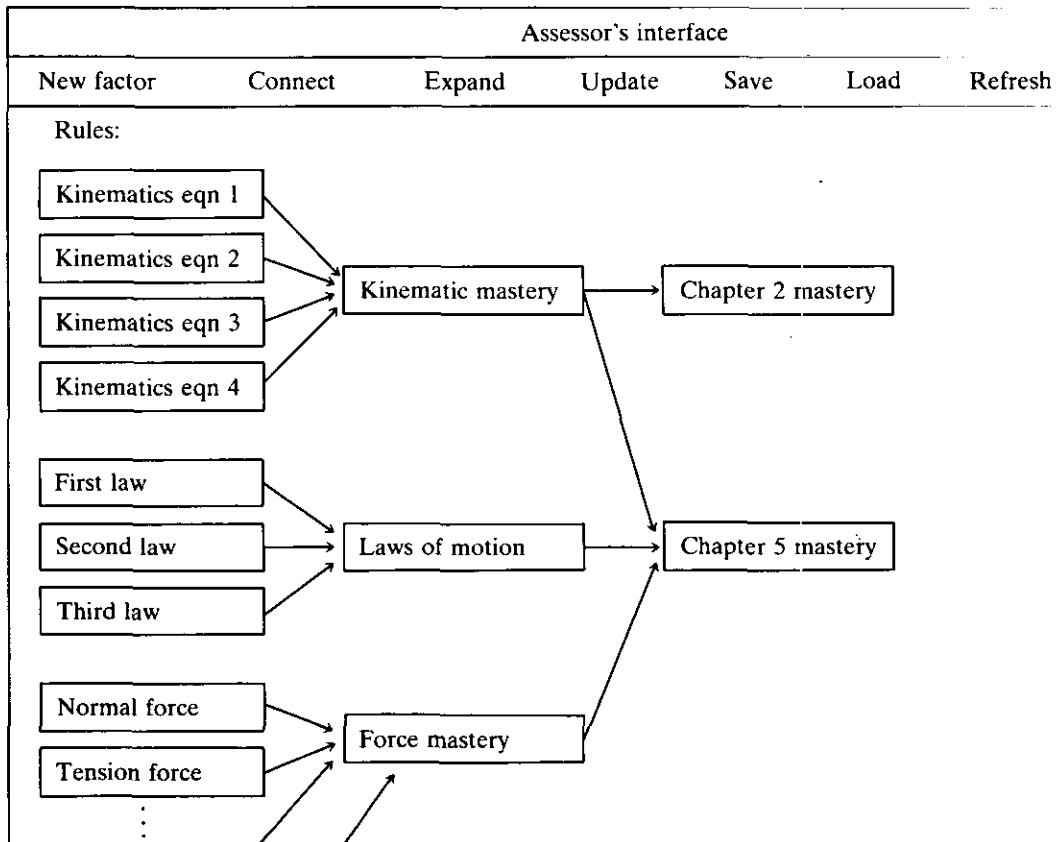 Assessor's interface
New factor Connect Expand Update Save Load Refresh
Rules:
Kinematics eqn 1
Kinematics eqn 2
Kinematic mastery Chapter 2 mastery
Kinematics eqn 3
Kinematics eqn 4
First law
Second law Laws of motion Chapter 5 mastery
Third law
Normal force
Force mastery
Tension force